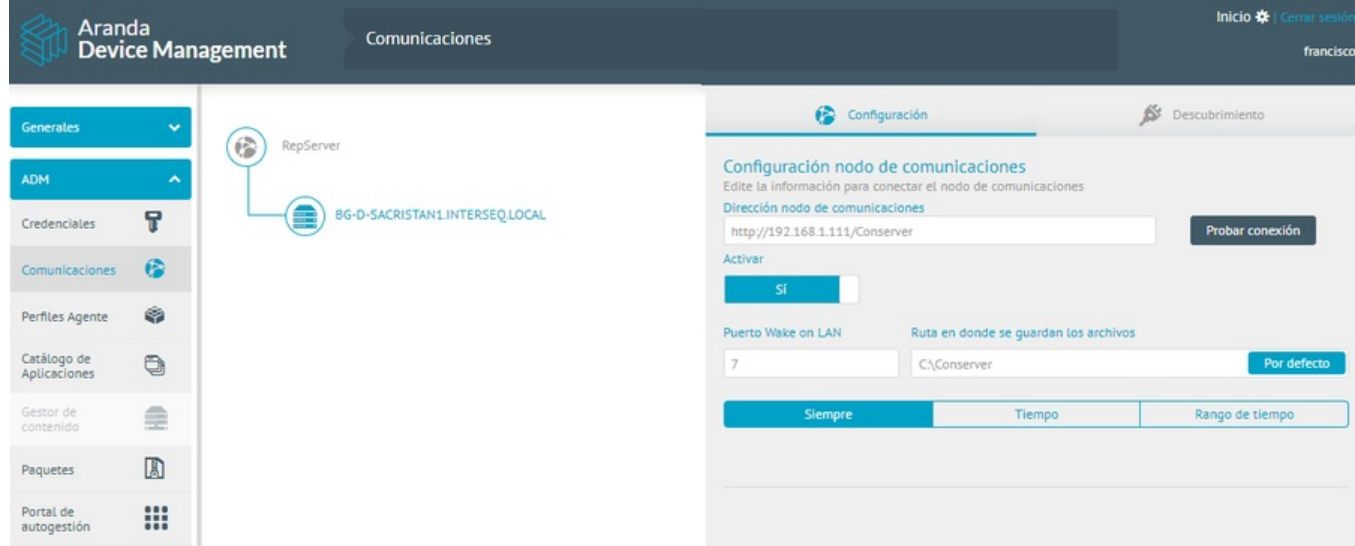 Aranda
Device Management
Comunicaciones
Inicio | Cerrar sesión
francisco
Generales
ADM
Credenciales
Comunicaciones
Perfiles Agente
Catálogo de
Aplicaciones
Gestor de
contenido
Paquetes
Portal de
autogestión
RepServer
BG-D-SACRISTAN1.INTERSEQ.LOCAL
Configuración
Descubrimiento
Configuración nodo de comunicaciones
Edite la información para conectar el nodo de comunicaciones
Dirección nodo de comunicaciones
http://192.168.1.111/Conserver
Probar conexión
Activar
Sí
Puerto Wake on LAN
Ruta en donde se guardan los archivos
7
C:\Conserver
Por defecto
Siempre
Tiempo
Rango de tiempo